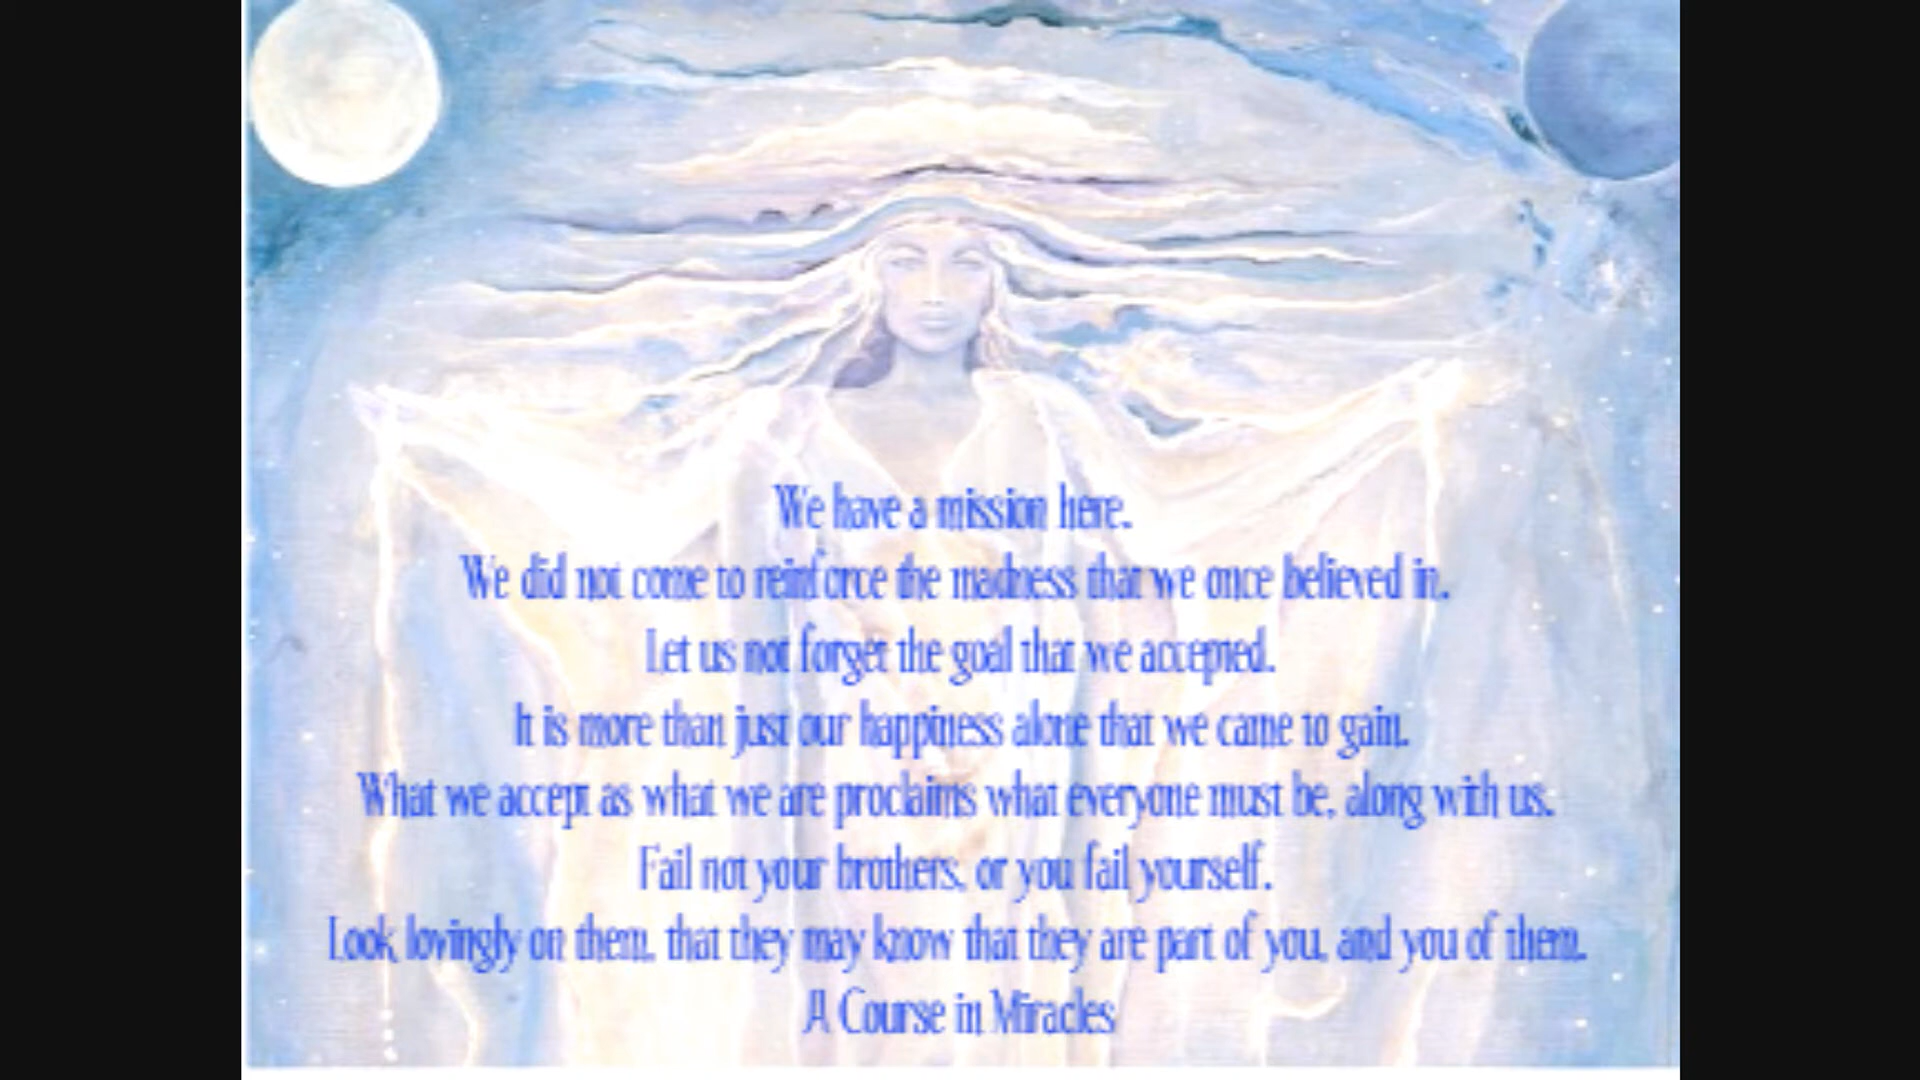 We have a mission here.
We did not come to reinforce the madness that we once believed in.
Let us not forget the goal that we accepted.
It is more than just our happiness alone that we came to gain.
What we accept as what we are proclaims what everyone must be, along with us.
Fail not your brothers, or you fail yourself.
Look lovingly on them, that they may know that they are part of you, and you of them.
A Course in Miracles